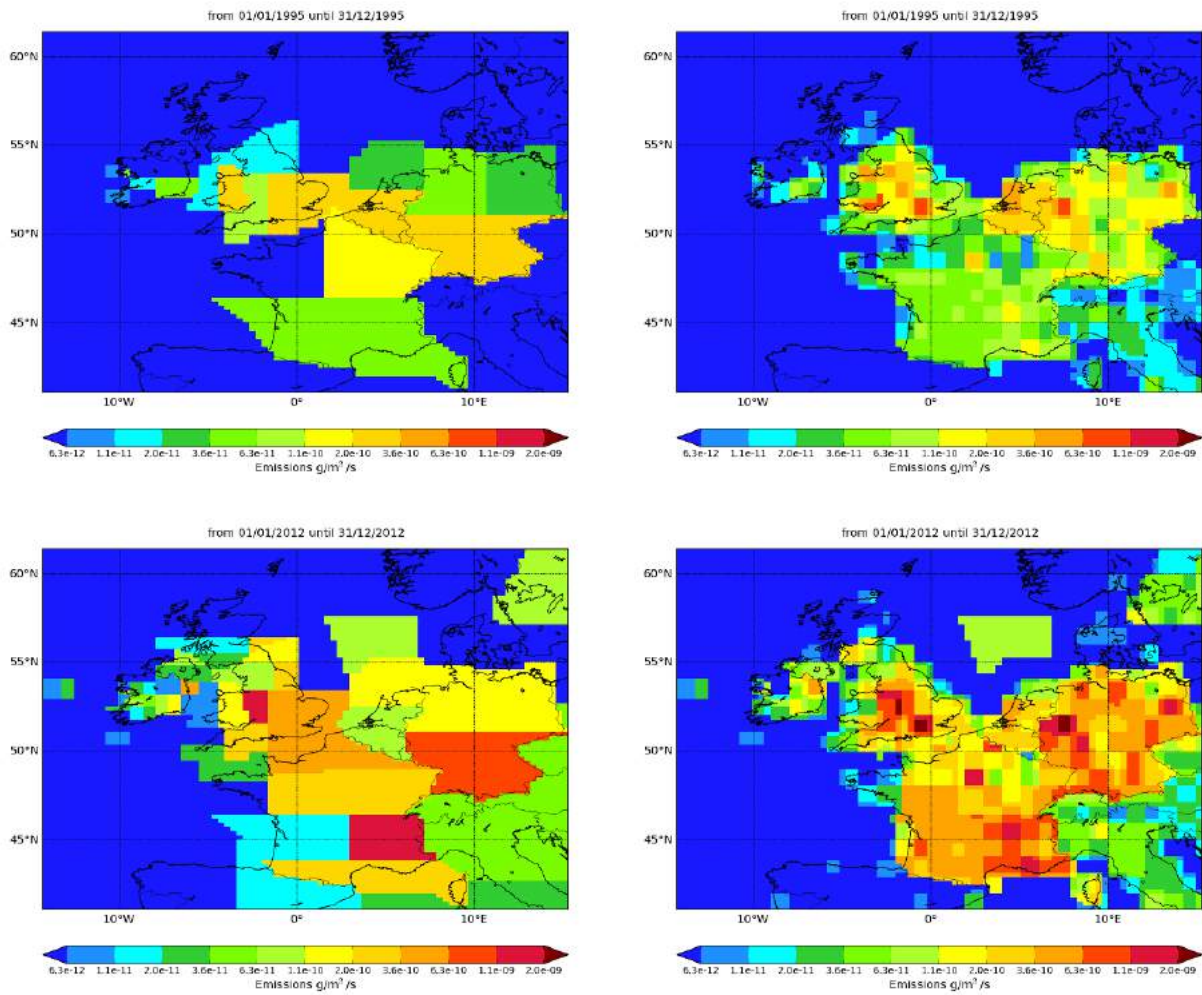 from 01/01/1995 until 31/12/1995
60°N
55°N
50°N
45°N
10°W 0° 10°E
6.3e-12 1.1e-11 2.0e-11 3.6e-11 6.3e-11 1.1e-10 2.0e-10 3.6e-10 6.3e-10 1.1e-09 2.0e-09
Emissions g/m²/s
from 01/01/1995 until 31/12/1995
60°N
55°N
50°N
45°N
10°W 0° 10°E
6.3e-12 1.1e-11 2.0e-11 3.6e-11 6.3e-11 1.1e-10 2.0e-10 3.6e-10 6.3e-10 1.1e-09 2.0e-09
Emissions g/m²/s
from 01/01/2012 until 31/12/2012
60°N
55°N
50°N
45°N
10°W 0° 10°E
6.3e-12 1.1e-11 2.0e-11 3.6e-11 6.3e-11 1.1e-10 2.0e-10 3.6e-10 6.3e-10 1.1e-09 2.0e-09
Emissions g/m²/s
from 01/01/2012 until 31/12/2012
60°N
55°N
50°N
45°N
10°W 0° 10°E
6.3e-12 1.1e-11 2.0e-11 3.6e-11 6.3e-11 1.1e-10 2.0e-10 3.6e-10 6.3e-10 1.1e-09 2.0e-09
Emissions g/m²/s